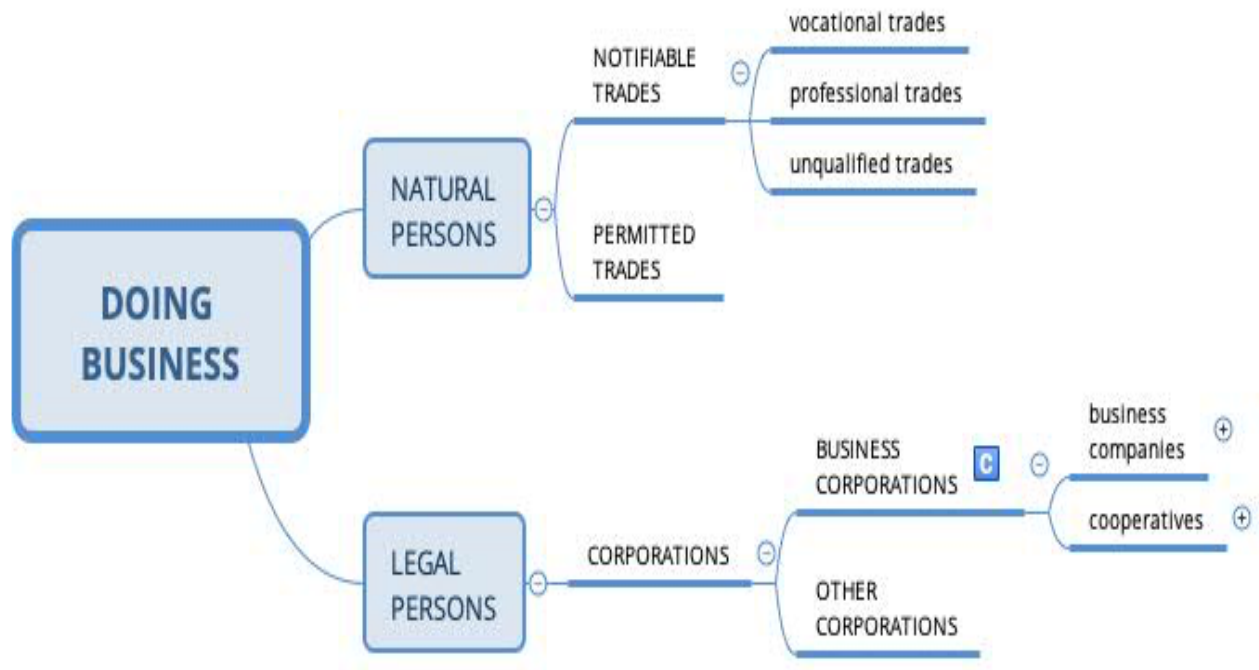 DOING
BUSINESS
NATURAL
PERSONS
NOTIFIABLE
TRADES
vocational trades
professional trades
unqualified trades
PERMITTED
TRADES
LEGAL
PERSONS
CORPORATIONS
BUSINESS
CORPORATIONS
C
business
companies
cooperatives
OTHER
CORPORATIONS